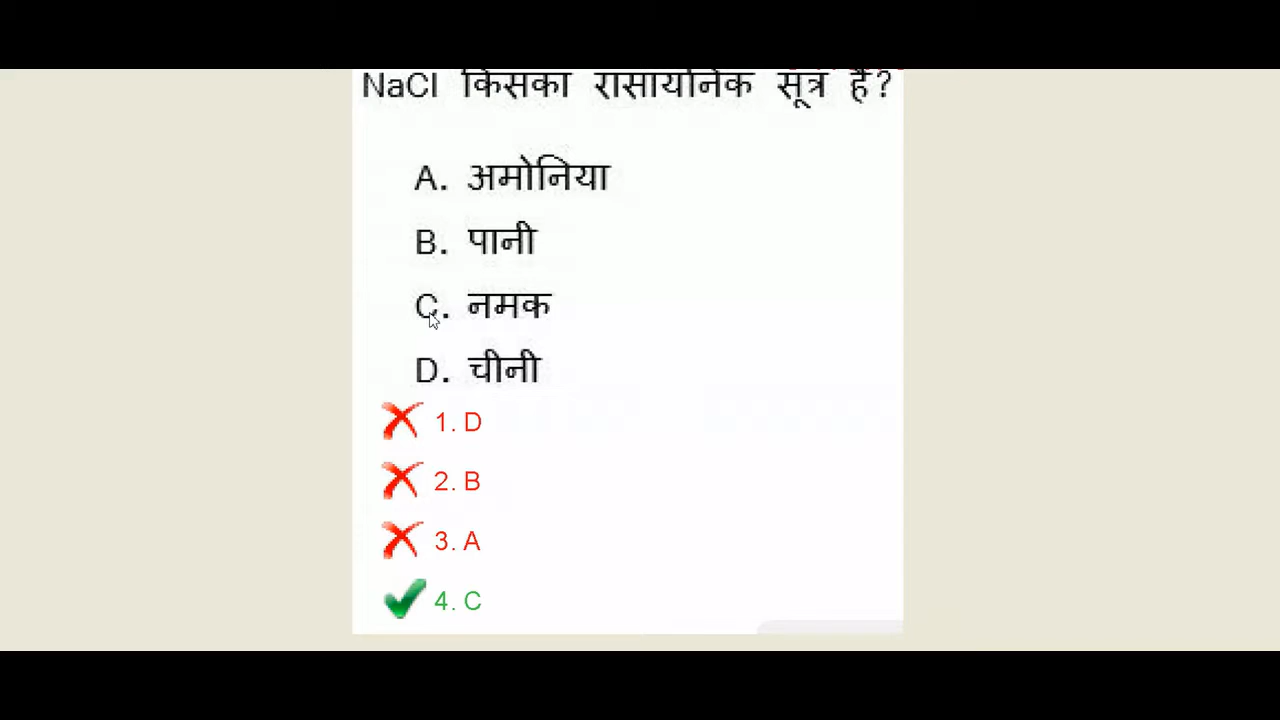 NaCl किसका रासायनिक सूत्र है?
A. अमोनिया
B. पानी
C. नमक
D. चीनी
1. D
2. B
3. A
4. C